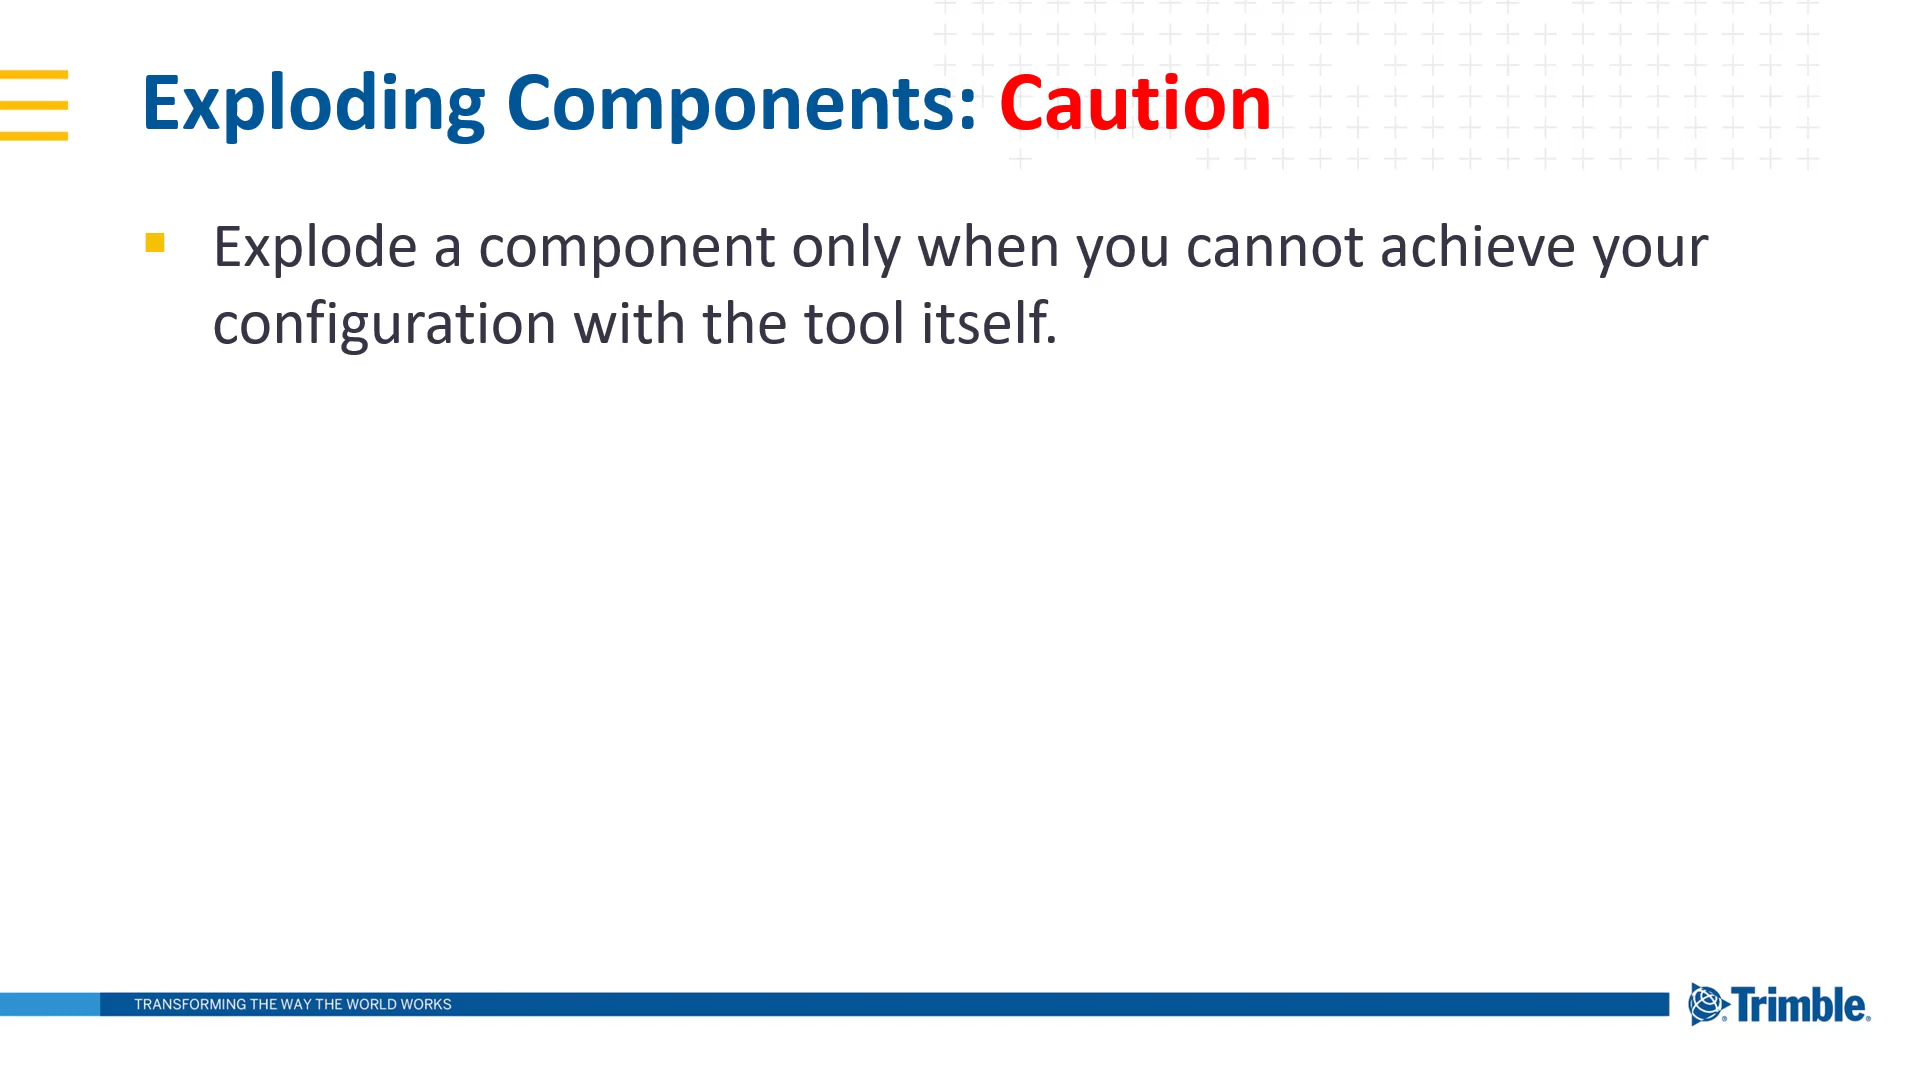 Exploding Components: Caution
Explode a component only when you cannot achieve your
configuration with the tool itself.
TRANSFORMING THE WAY THE WORLD WORKS
Trimble